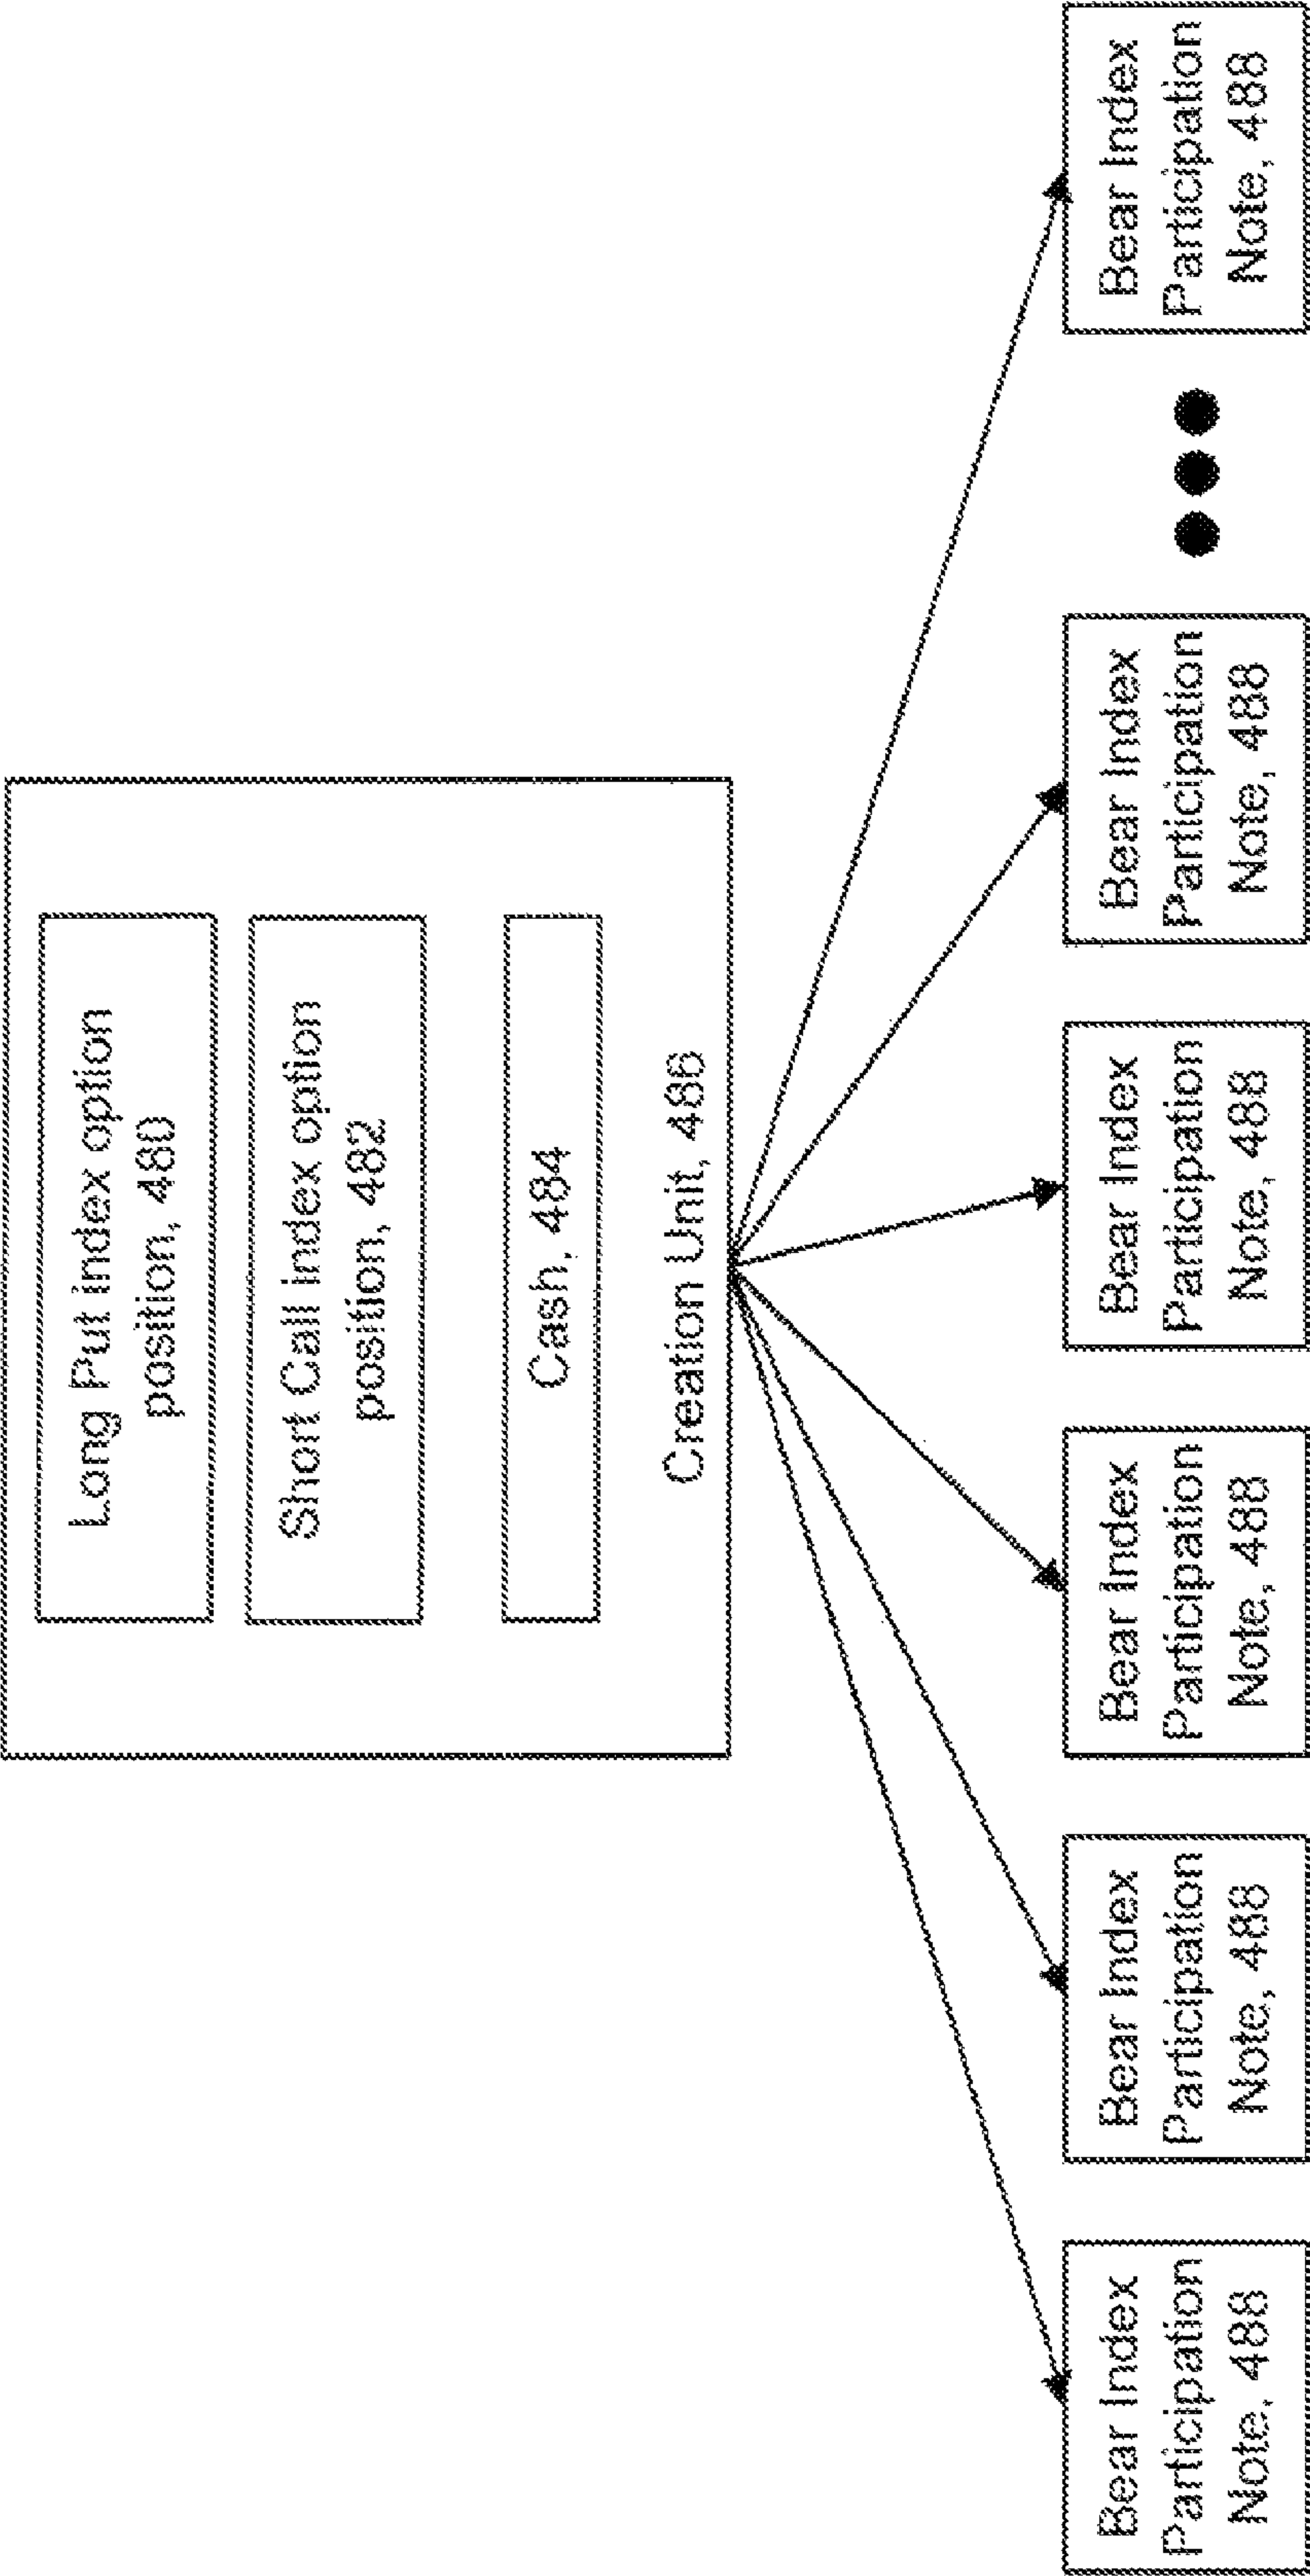 Long Put index option
position, 480
Short Call index option
position, 482
Cash, 484
Creation Unit, 486
Bear Index
Participation
Note, 488
Bear Index
Participation
Note, 488
Bear Index
Participation
Note, 488
Bear Index
Participation
Note, 488
Bear Index
Participation
Note, 488
Bear Index
Participation
Note, 488